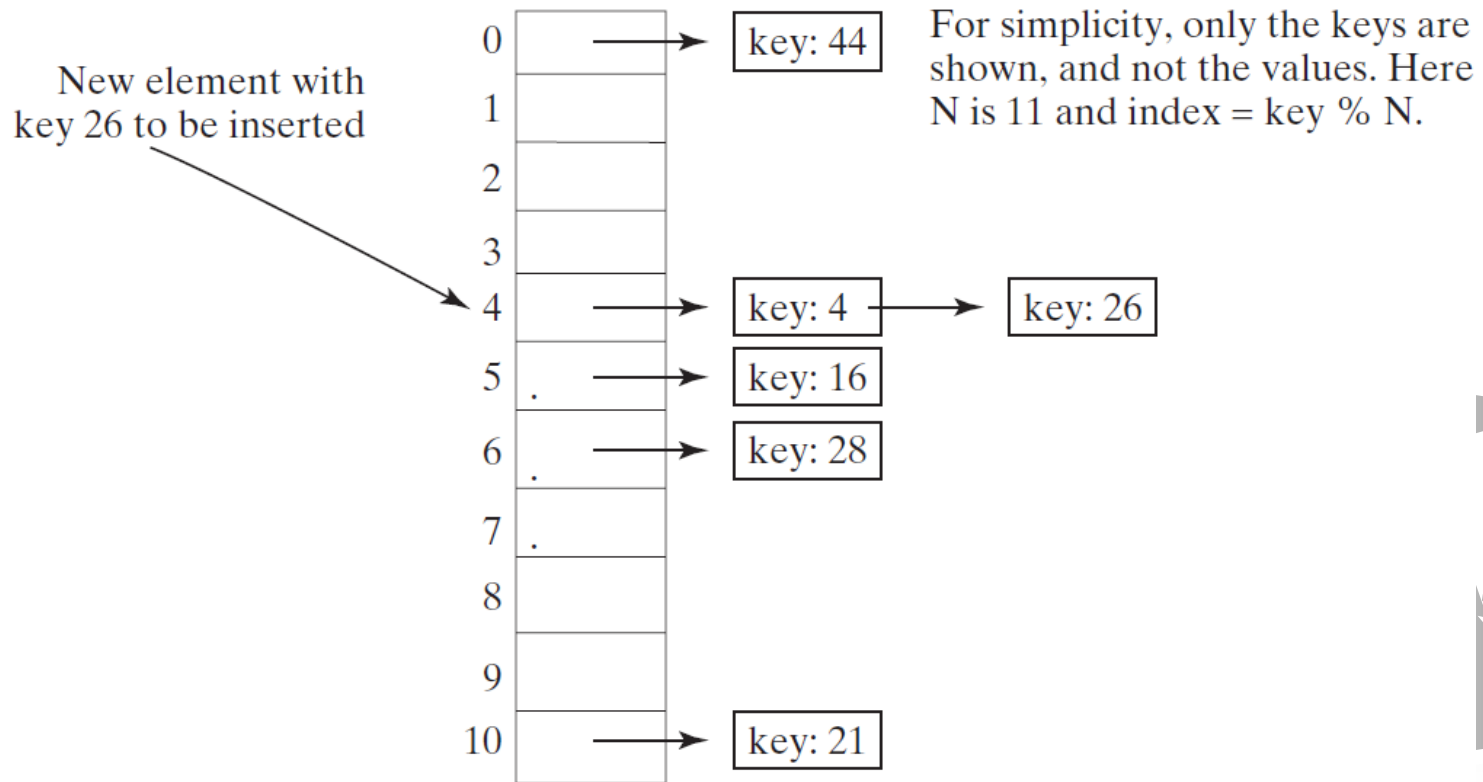 For simplicity, only the keys are
shown, and not the values. Here
N is 11 and index = key % N.
New element with
key 26 to be inserted
0 key: 44
1
2
3
4 key: 4 key: 26
5 . key: 16
6 . key: 28
7 .
8
9
10 key: 21